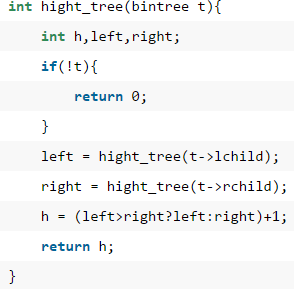 int hight_tree(bintree t){
    int h,left,right;
    if(!t){
        return 0;
    }
    left = hight_tree(t->lchild);
    right = hight_tree(t->rchild);
    h = (left>right?left:right)+1;
    return h;
}